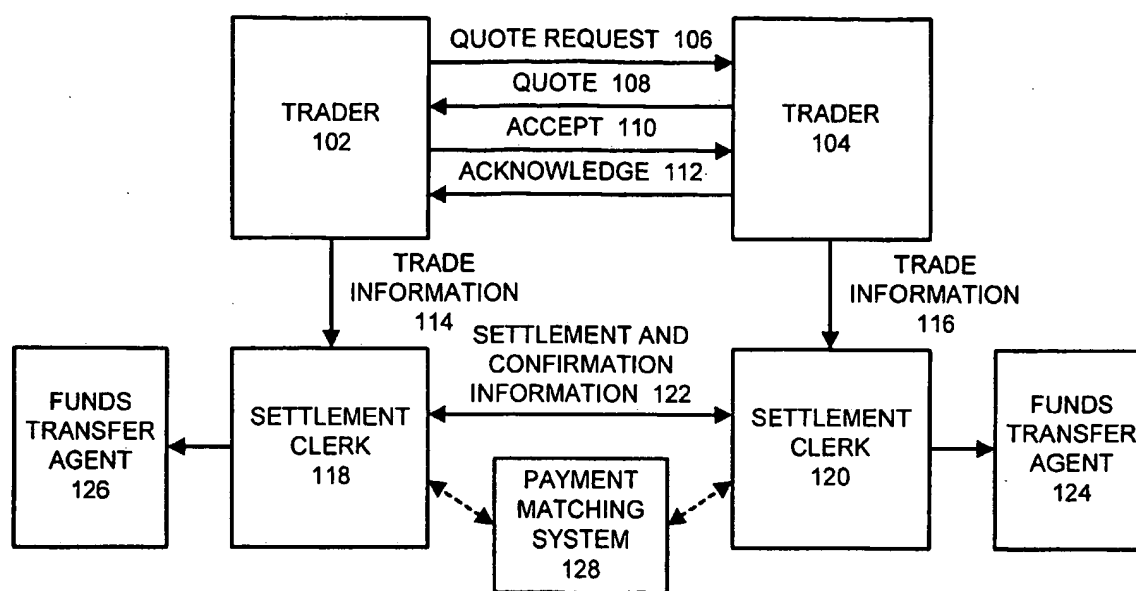 QUOTE REQUEST 106
QUOTE 108
ACCEPT 110
ACKNOWLEDGE 112
TRADER
102
TRADER
104
TRADE
INFORMATION
114
TRADE
INFORMATION
116
SETTLEMENT AND
CONFIRMATION
INFORMATION 122
FUNDS
TRANSFER
AGENT
126
SETTLEMENT
CLERK
118
PAYMENT
MATCHING
SYSTEM
128
SETTLEMENT
CLERK
120
FUNDS
TRANSFER
AGENT
124